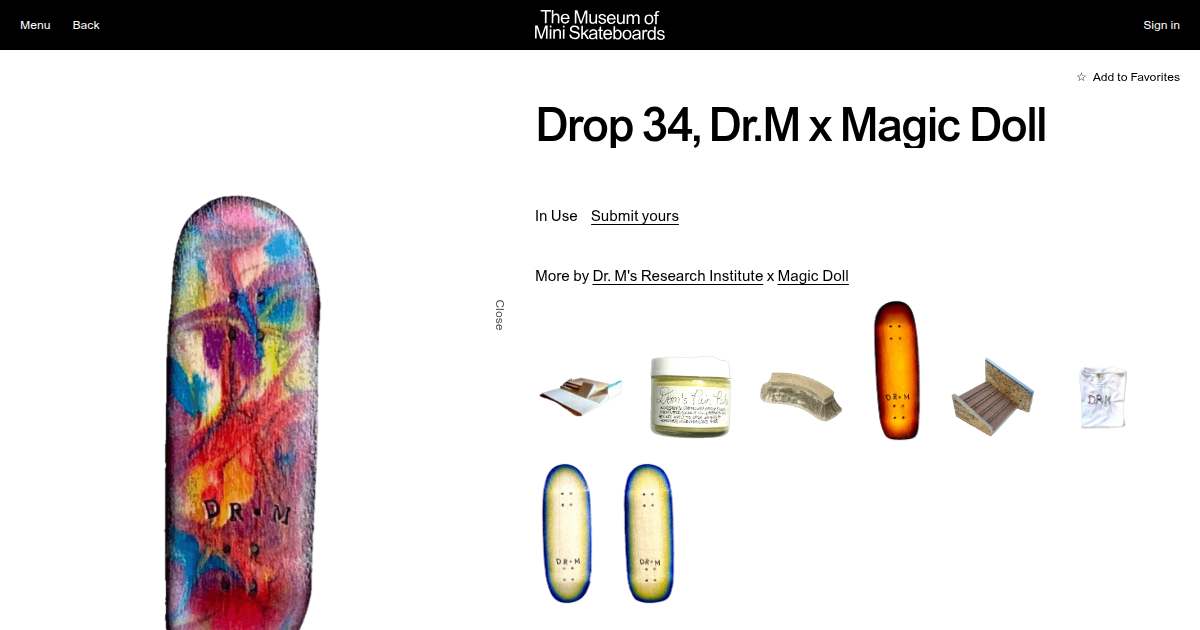 Menu
Back
The Museum of
Mini Skateboards
Sign in
☆ Add to Favorites
Drop 34, Dr.M x Magic Doll
In Use Submit yours
More by Dr. M's Research Institute x Magic Doll
Close
DR•M
DR•M
DRM
DR•M
DR•M